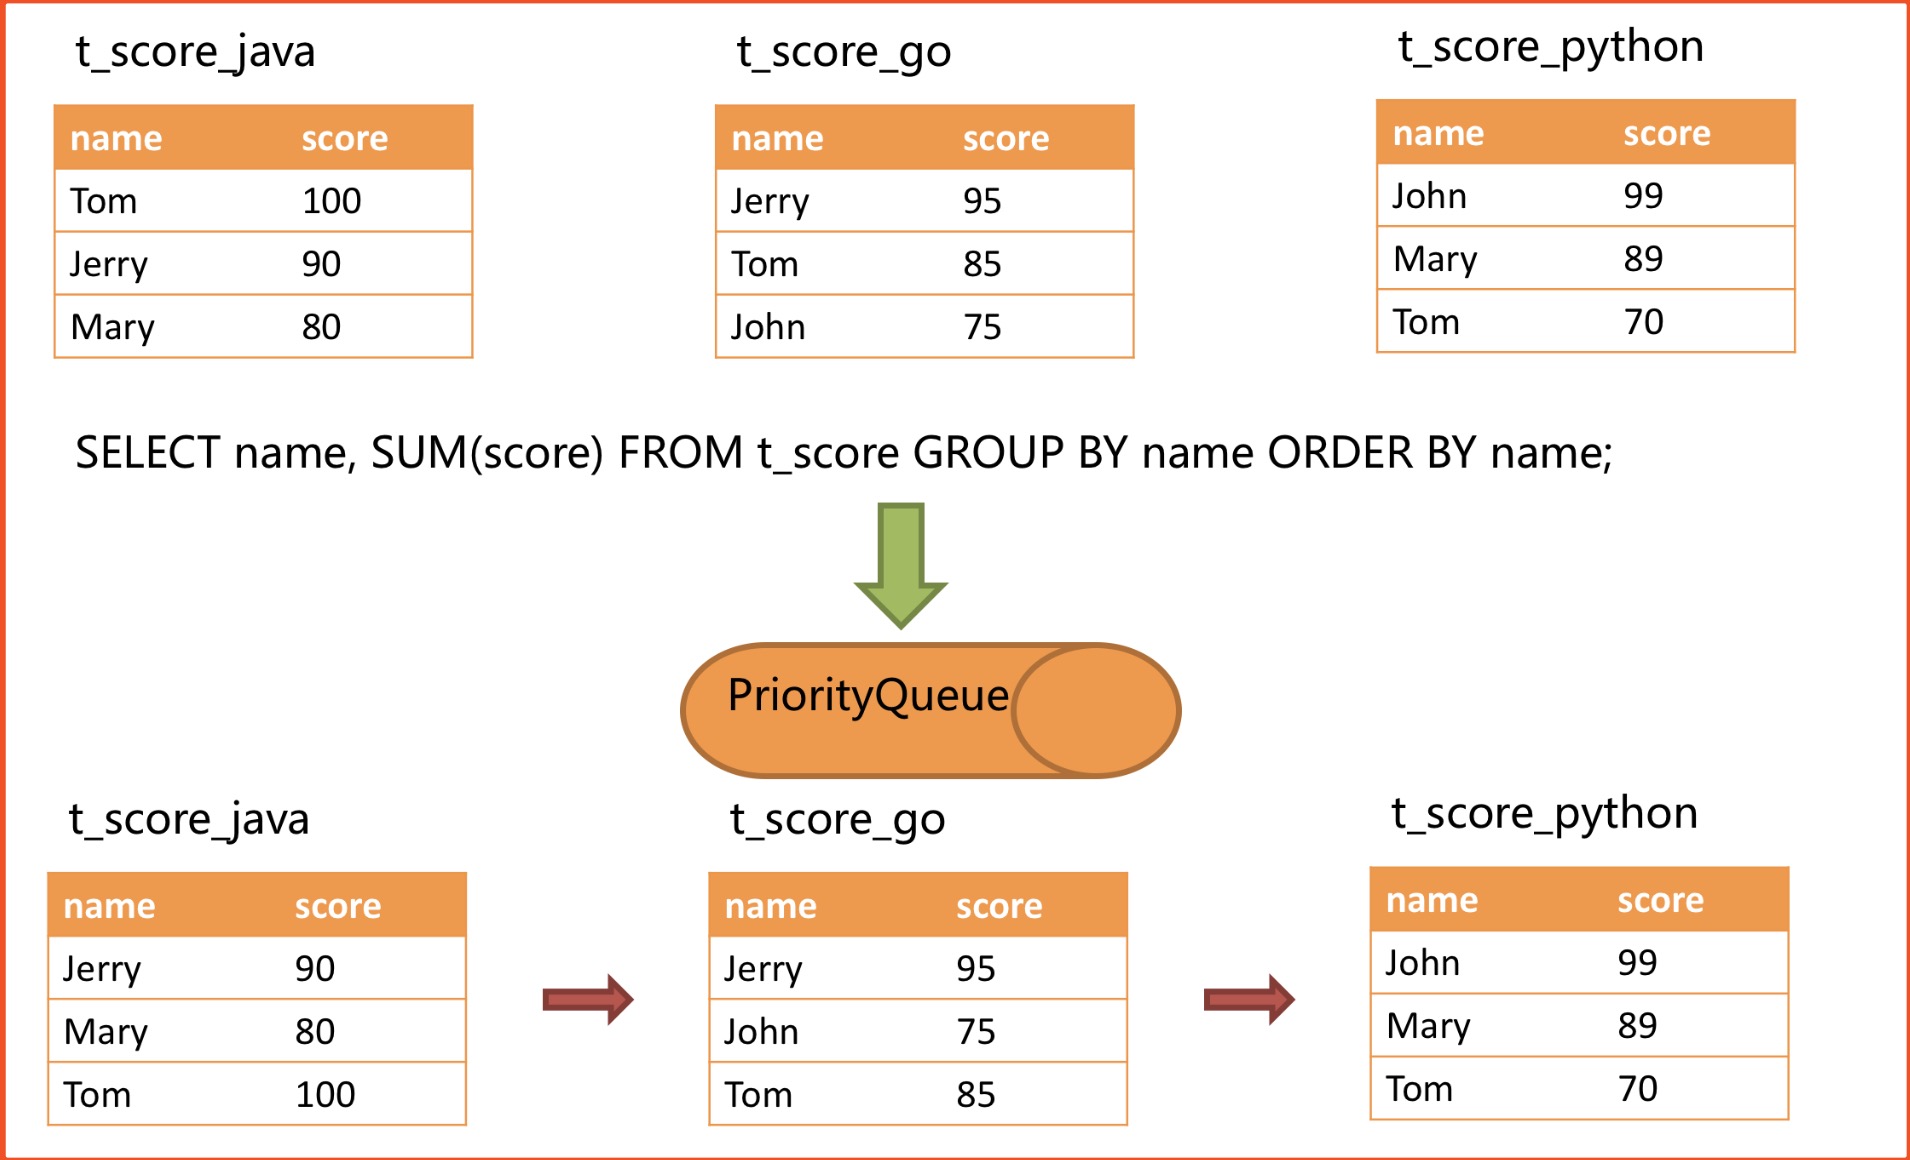 t_score_java
name score
Tom 100
Jerry 90
Mary 80
t_score_go
name score
Jerry 95
Tom 85
John 75
t_score_python
name score
John 99
Mary 89
Tom 70
SELECT name, SUM(score) FROM t_score GROUP BY name ORDER BY name;
PriorityQueue
t_score_java
name score
Jerry 90
Mary 80
Tom 100
t_score_go
name score
Jerry 95
John 75
Tom 85
t_score_python
name score
John 99
Mary 89
Tom 70